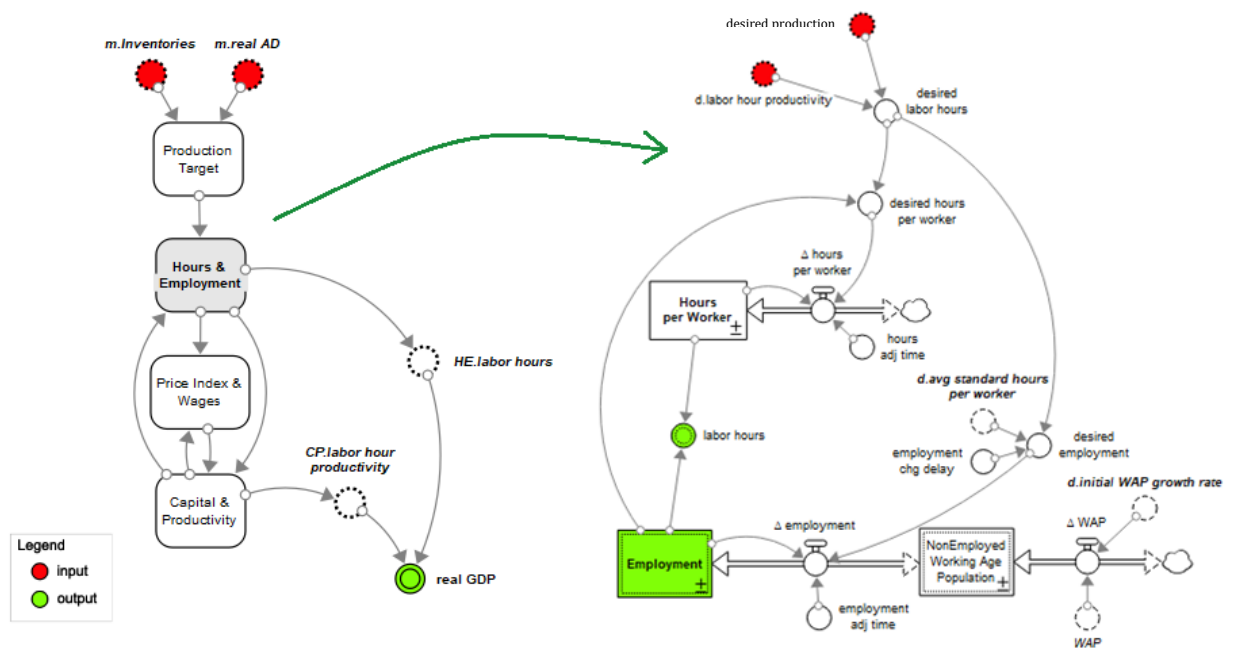 m.Inventories
m.real AD
Production
Target
Hours &
Employment
Price Index &
Wages
HE.labor hours
CP.labor hour
productivity
Capital &
Productivity
real GDP
Legend
input
output
desired production
d.labor hour productivity
desired
labor hours
desired hours
per worker
Δ hours
per worker
Hours
per Worker
hours
adj time
d.avg standard hours
per worker
labor hours
desired
employment
employment
chg delay
d.initial WAP growth rate
Δ employment
Δ WAP
Employment
NonEmployed
Working Age
Population
employment
adj time
WAP